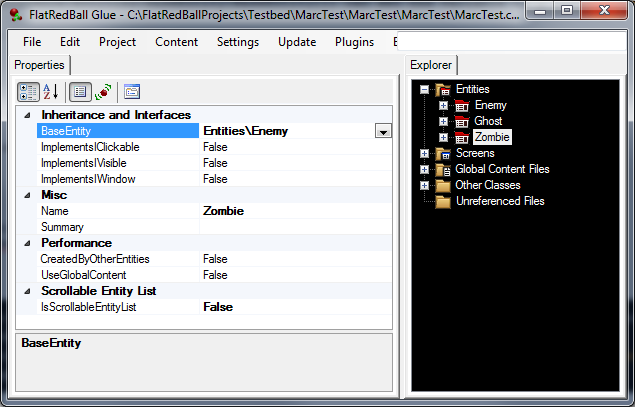 FlatRedBall Glue - C:\FlatRedBallProjects\Testbed\MarcTest\MarcTest\MarcTest\MarcTest.c...
File Edit Project Content Settings Update Plugins
Properties
Inheritance and Interfaces
BaseEntity Entities\Enemy
ImplementsIClickable False
ImplementsIVisible False
ImplementsIWindow False
Misc
Name Zombie
Summary
Performance
CreatedByOtherEntities False
UseGlobalContent False
Scrollable Entity List
IsScrollableEntityList False
BaseEntity
Explorer
Entities
Enemy
Ghost
Zombie
Screens
Global Content Files
Other Classes
Unreferenced Files